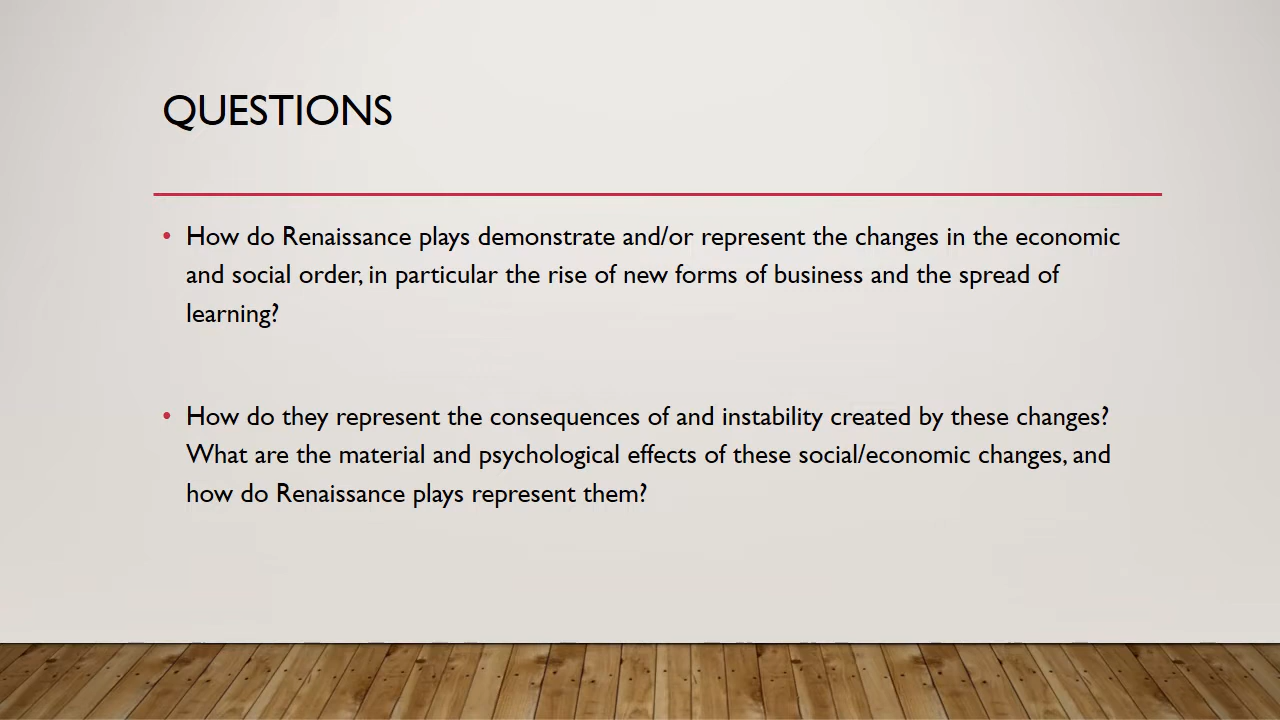 QUESTIONS
• How do Renaissance plays demonstrate and/or represent the changes in the economic
and social order, in particular the rise of new forms of business and the spread of
learning?
• How do they represent the consequences of and instability created by these changes?
What are the material and psychological effects of these social/economic changes, and
how do Renaissance plays represent them?